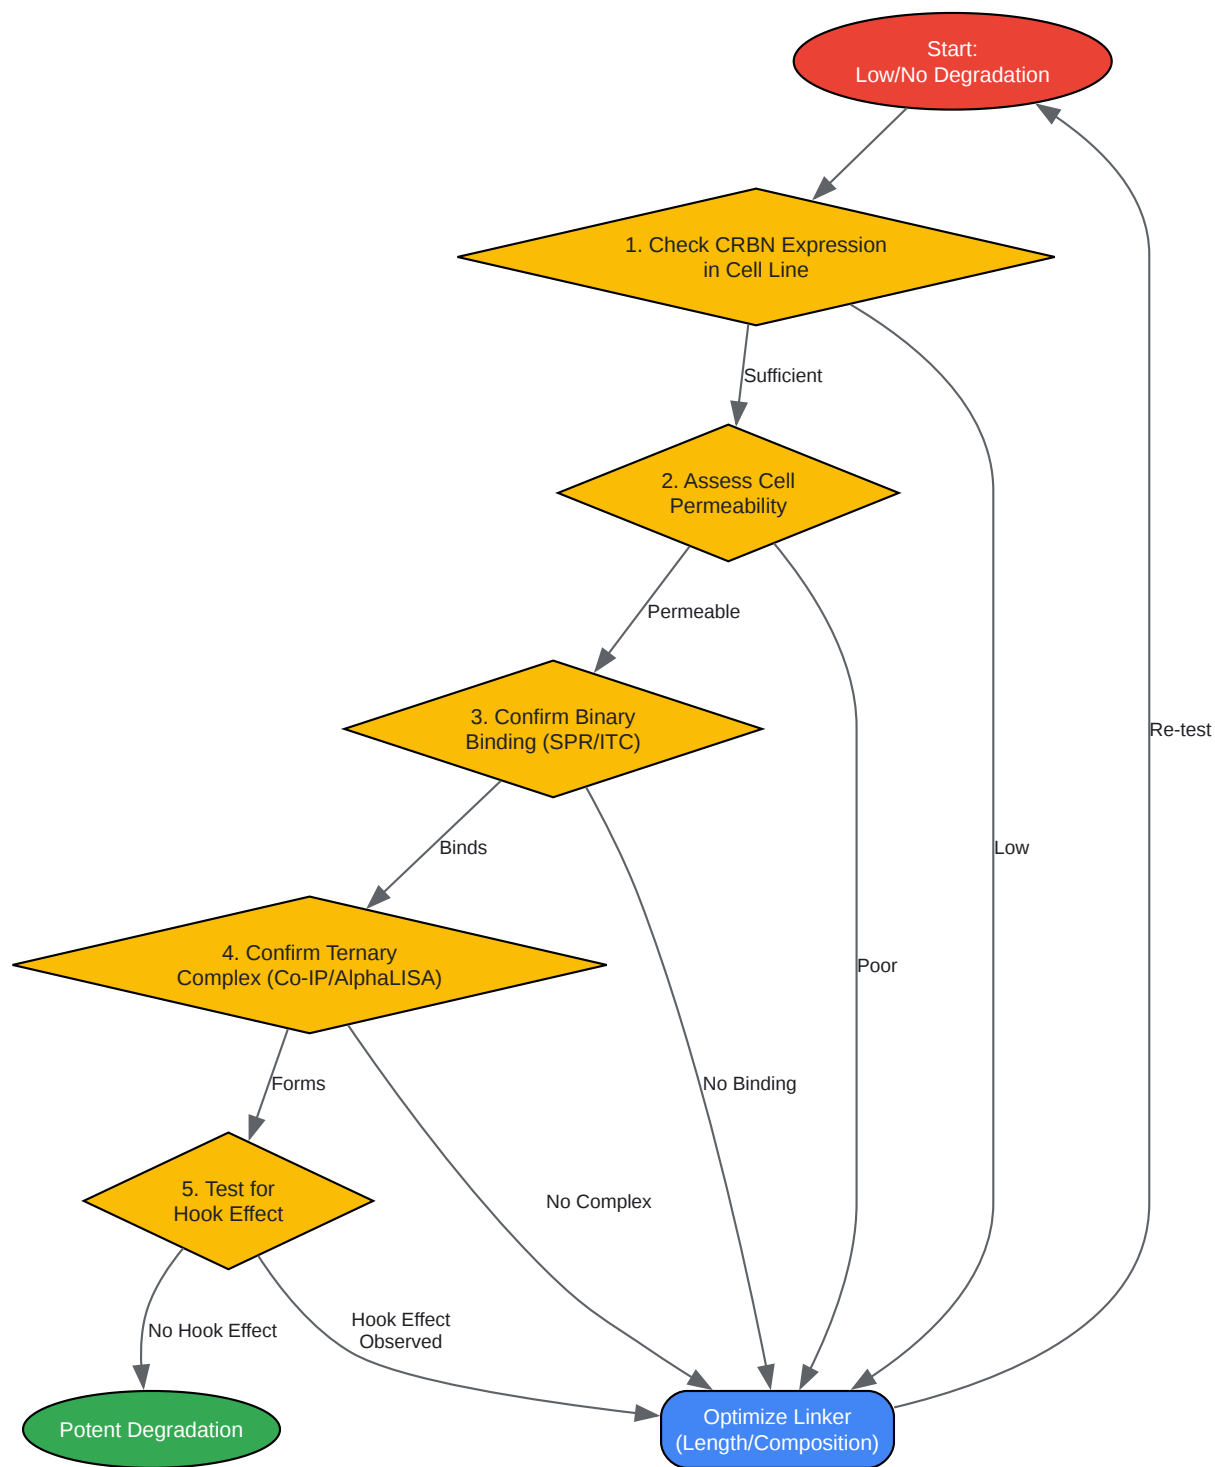 Start:
Low/No Degradation
1. Check CRBN Expression
in Cell Line
Sufficient
2. Assess Cell
Permeability
Permeable
3. Confirm Binary
Binding (SPR/ITC)
Re-test
Binds
Low
4. Confirm Ternary
Complex (Co-IP/AlphaLISA)
Poor
Forms
No Binding
5. Test for
Hook Effect
No Complex
No Hook Effect
Hook Effect
Observed
Potent Degradation
Optimize Linker
(Length/Composition)